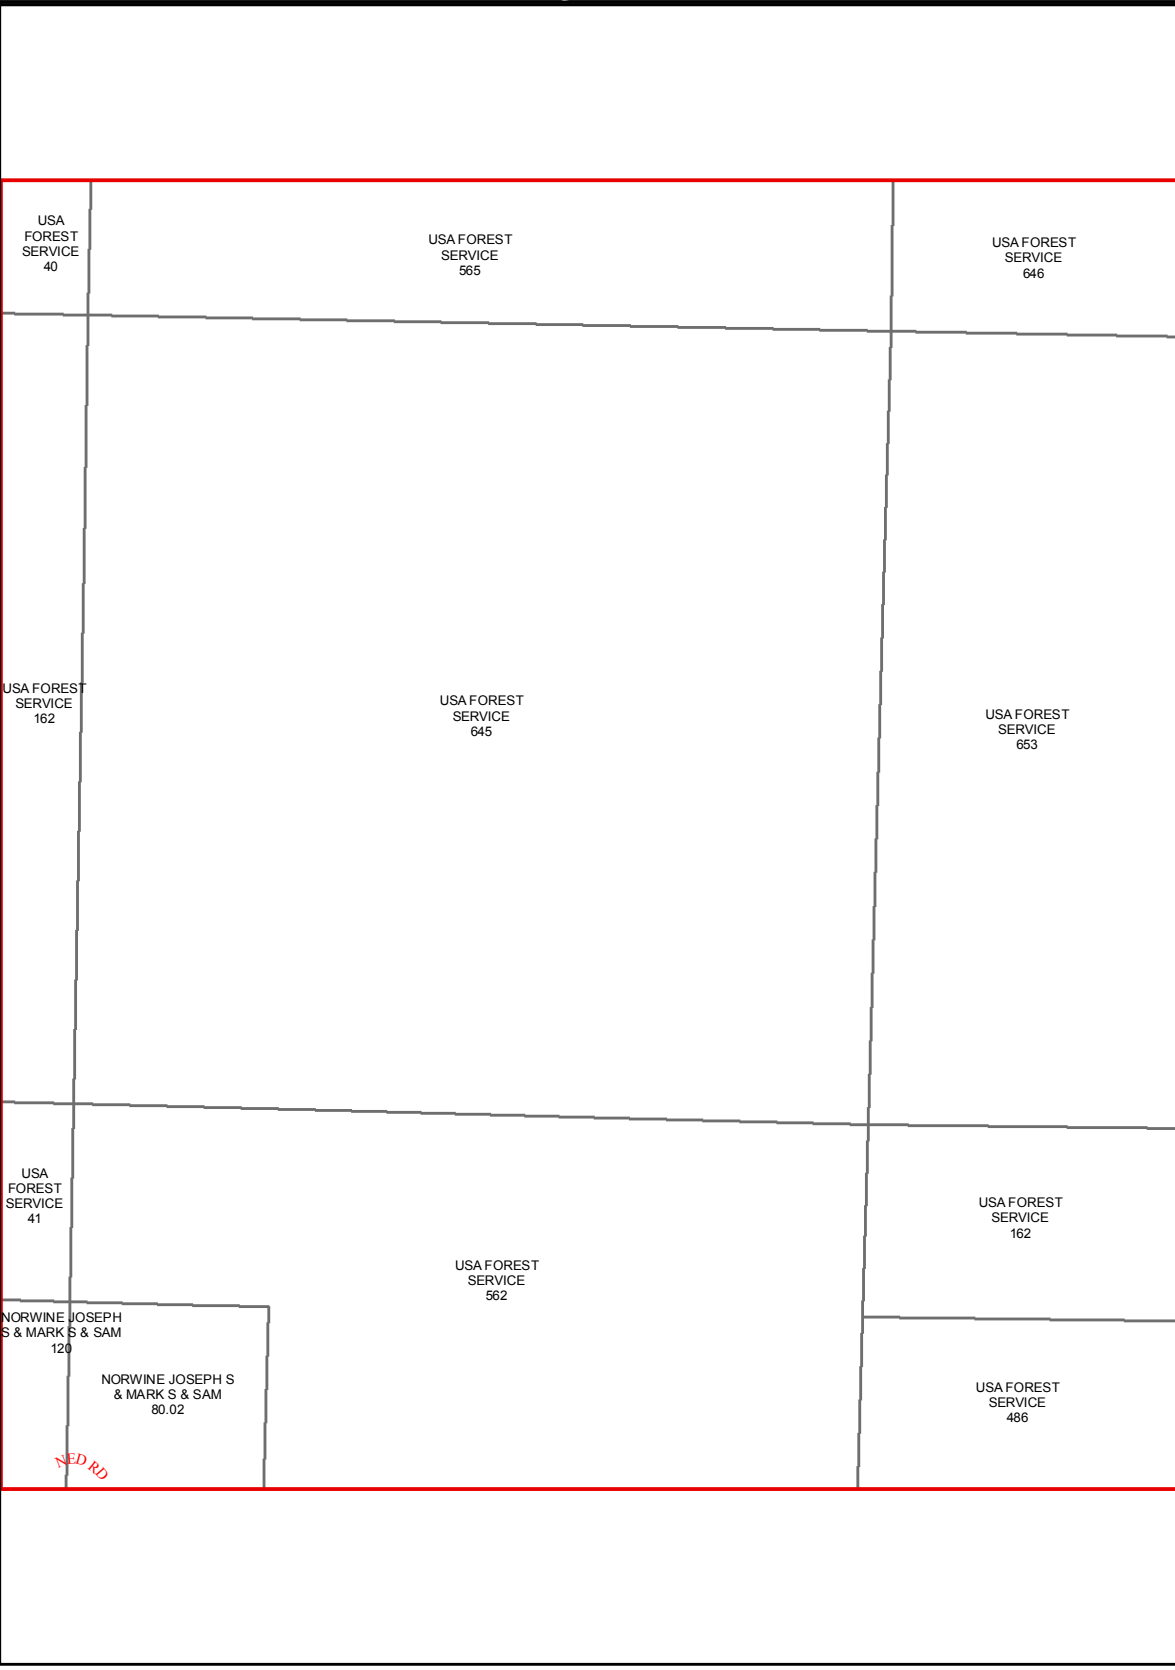 USA
FOREST
SERVICE
40
USA FOREST
SERVICE
565
USA FOREST
SERVICE
646
USA FOREST
SERVICE
162
USA FOREST
SERVICE
645
USA FOREST
SERVICE
653
USA
FOREST
SERVICE
41
USA FOREST
SERVICE
562
USA FOREST
SERVICE
162
NORWINE JOSEPH
S & MARK S & SAM
120
NORWINE JOSEPH S
& MARK S & SAM
80.02
USA FOREST
SERVICE
486
NED RD